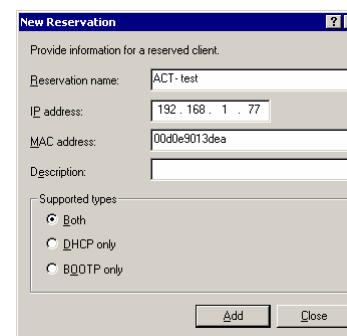 New Reservation
Provide information for a reserved client.
Reservation name: ACT-test
IP address: 192 . 168 . 1 . 77
MAC address: 00d0e9013dea
Description:
Supported types
Both
DHCP only
BOOTP only
Add Close